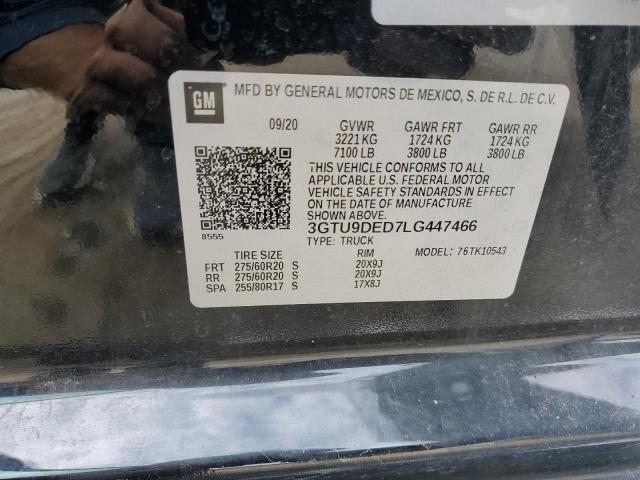 GM
MFD BY GENERAL MOTORS DE MEXICO, S. DE R.L. DE C.V.
09/20 GVWR GAWR FRT GAWR RR
3221 KG 1724 KG 1724 KG
7100 LB 3800 LB 3800 LB
THIS VEHICLE CONFORMS TO ALL
APPLICABLE U.S. FEDERAL MOTOR
VEHICLE SAFETY STANDARDS IN EFFECT
ON THE DATE OF MANUFACTURE
SHOWN ABOVE.
8555 3GTU9DED7LG447466
TYPE: TRUCK MODEL: 76TK10543
TIRE SIZE RIM
FRT 275/60R20 S 20X9J
RR 275/60R20 S 20X9J
SPA 255/80R17 S 17X8J